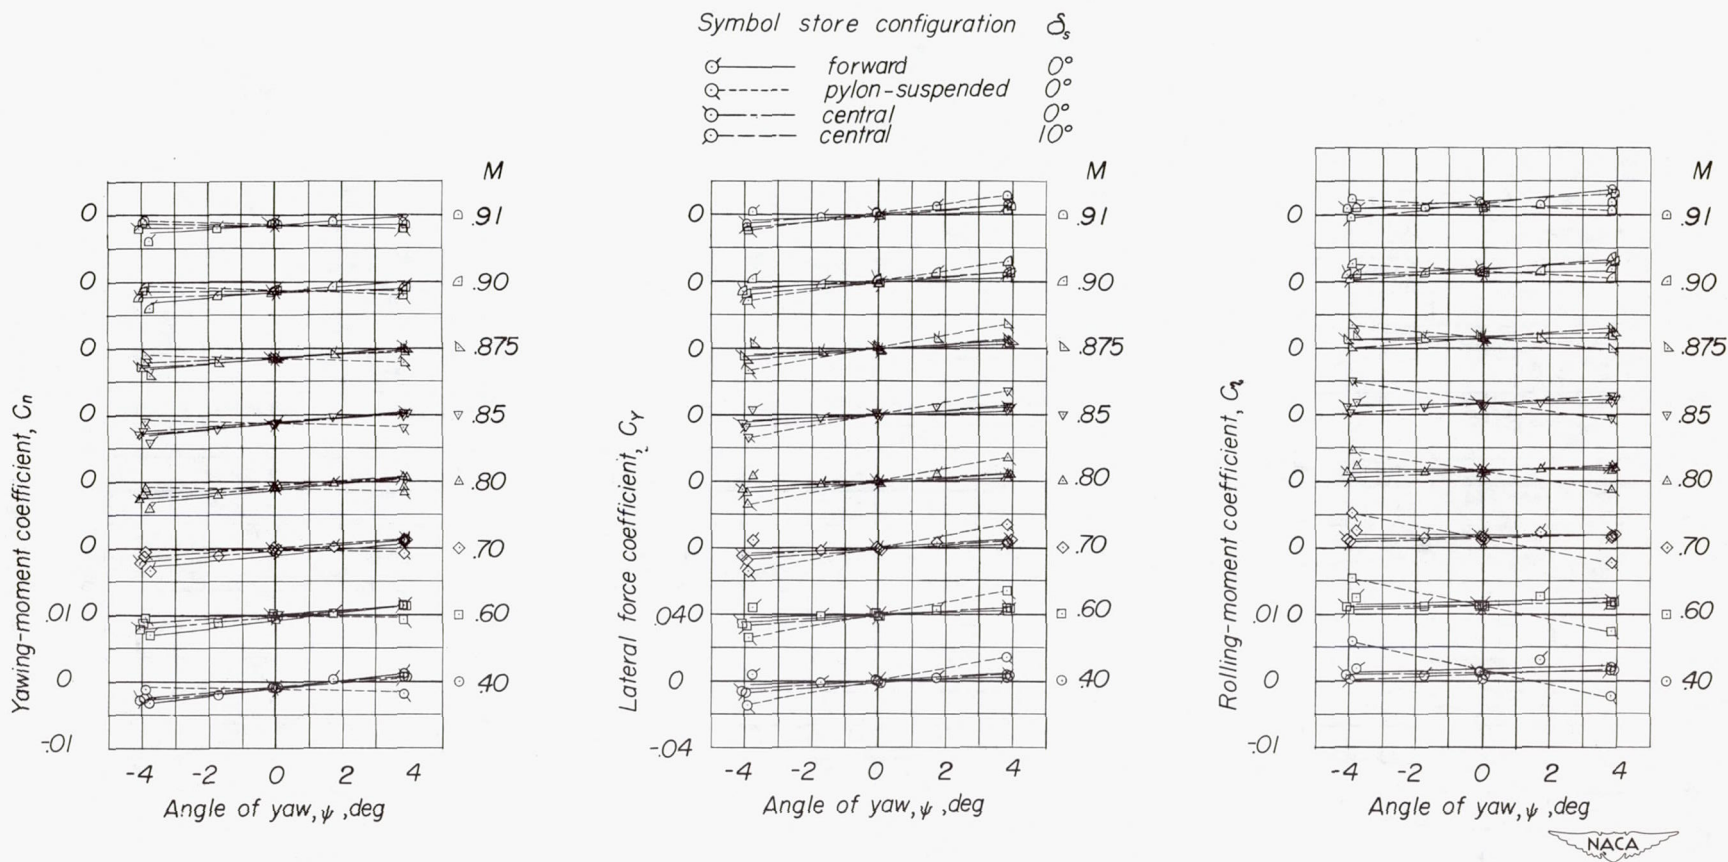 Symbol store configuration δs
forward 0°
pylon-suspended 0°
central 0°
central 10°
Yawing-moment coefficient, Cn
M
0 .91
0 .90
0 .875
0 .85
0 .80
0 .70
.01 0 .60
0 .40
-.01
-4 -2 0 2 4
Angle of yaw, ψ, deg
Lateral force coefficient, CY
M
0 .91
0 .90
0 .875
0 .85
0 .80
0 .70
.04 0 .60
0 .40
-.04
-4 -2 0 2 4
Angle of yaw, ψ, deg
Rolling-moment coefficient, Cl
M
0 .91
0 .90
0 .875
0 .85
0 .80
0 .70
.01 0 .60
0 .40
-.01
-4 -2 0 2 4
Angle of yaw, ψ, deg
NACA